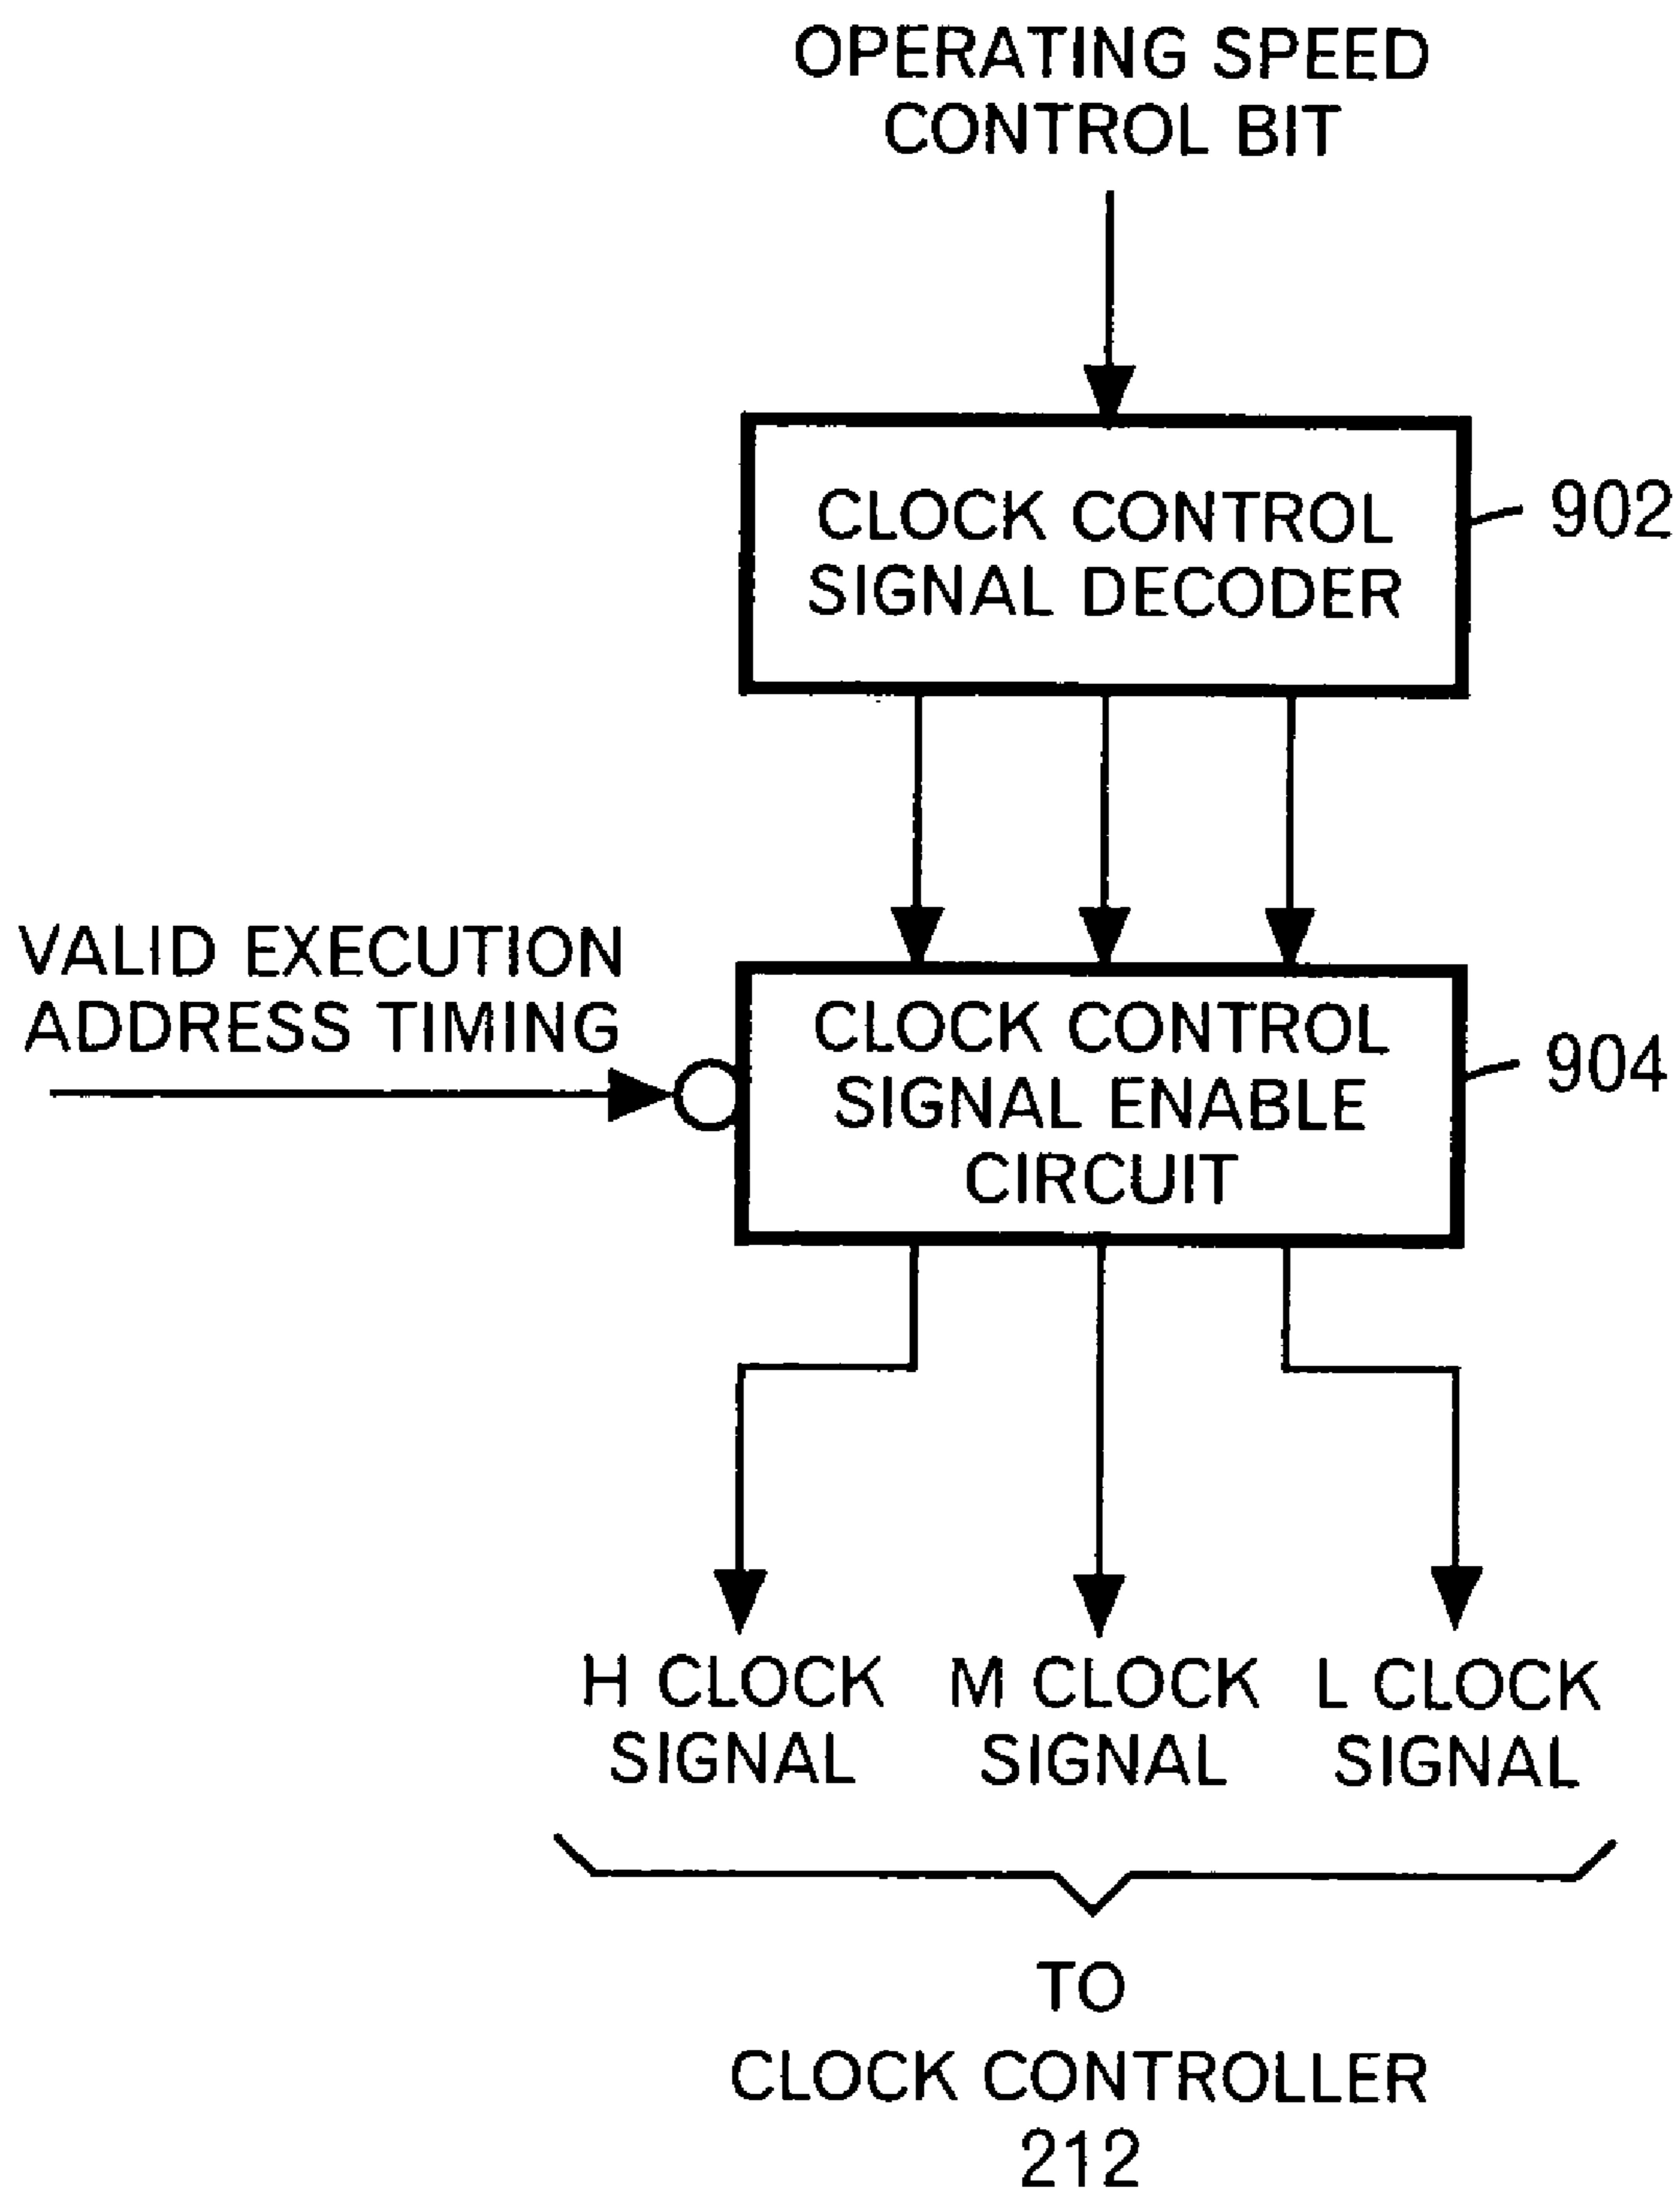 OPERATING SPEED
CONTROL BIT
CLOCK CONTROL
SIGNAL DECODER
902
VALID EXECUTION
ADDRESS TIMING
CLOCK CONTROL
SIGNAL ENABLE
CIRCUIT
904
H CLOCK
SIGNAL
M CLOCK
SIGNAL
L CLOCK
SIGNAL
TO
CLOCK CONTROLLER
212